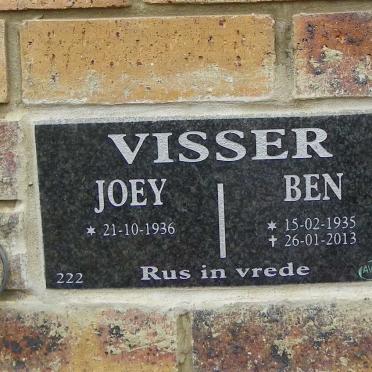 VISSER
JOEY
* 21-10-1936
BEN
* 15-02-1935
✝ 26-01-2013
Rus in vrede
222